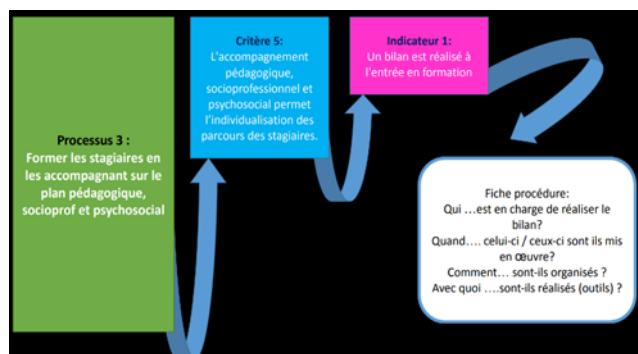 Processus 3 :
Former les stagiaires en
les accompagnant sur le
plan pédagogique,
socioprof et psychosocial
Critère 5:
L'accompagnement
pédagogique,
socioprofessionnel et
psychosocial permet
l'individualisation des
parcours des stagiaires.
Indicateur 1:
Un bilan est réalisé à
l'entrée en formation
Fiche procédure:
Qui ...est en charge de réaliser le
bilan?
Quand.... celui-ci / ceux-ci sont ils mis
en œuvre?
Comment... sont-ils organisés ?
Avec quoi ....sont-ils réalisés (outils) ?